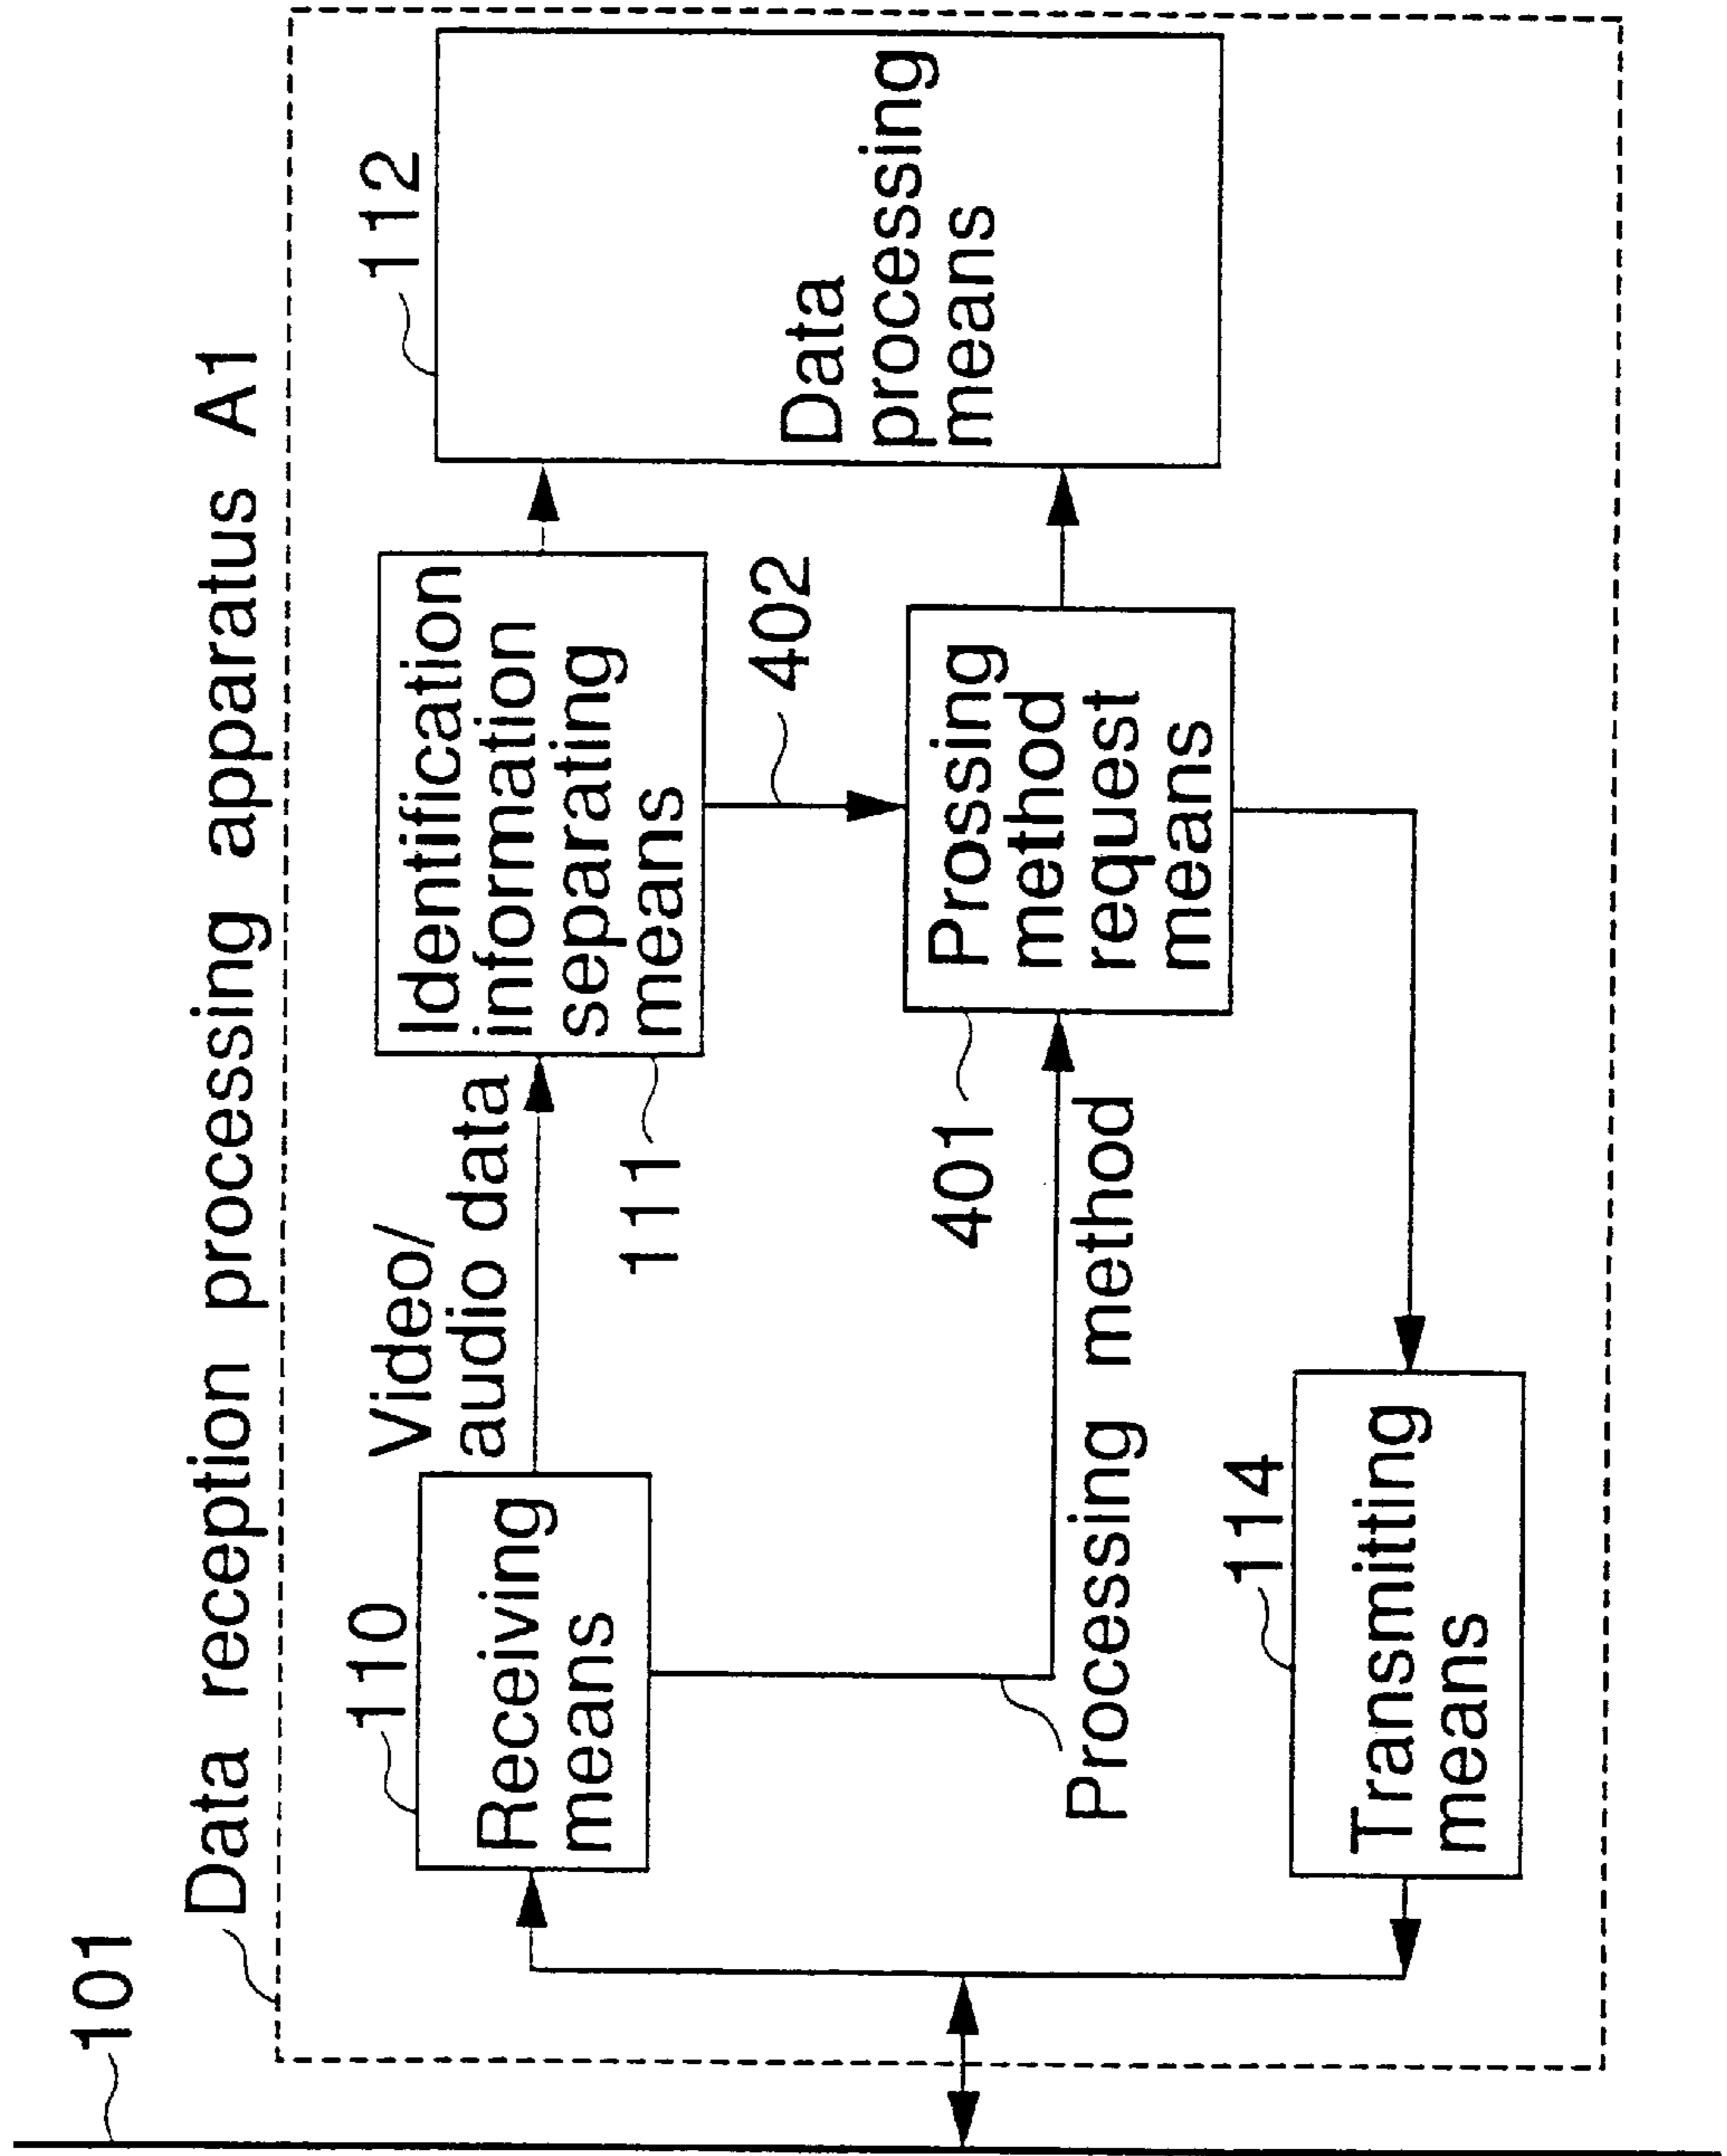 101
Data reception processing apparatus A1
110
Receiving
means
Video/
audio data
Identification
information
separating
means
111
112
Data
processing
means
402
Prossing
method
request
means
401
Processing method
114
Transmitting
means